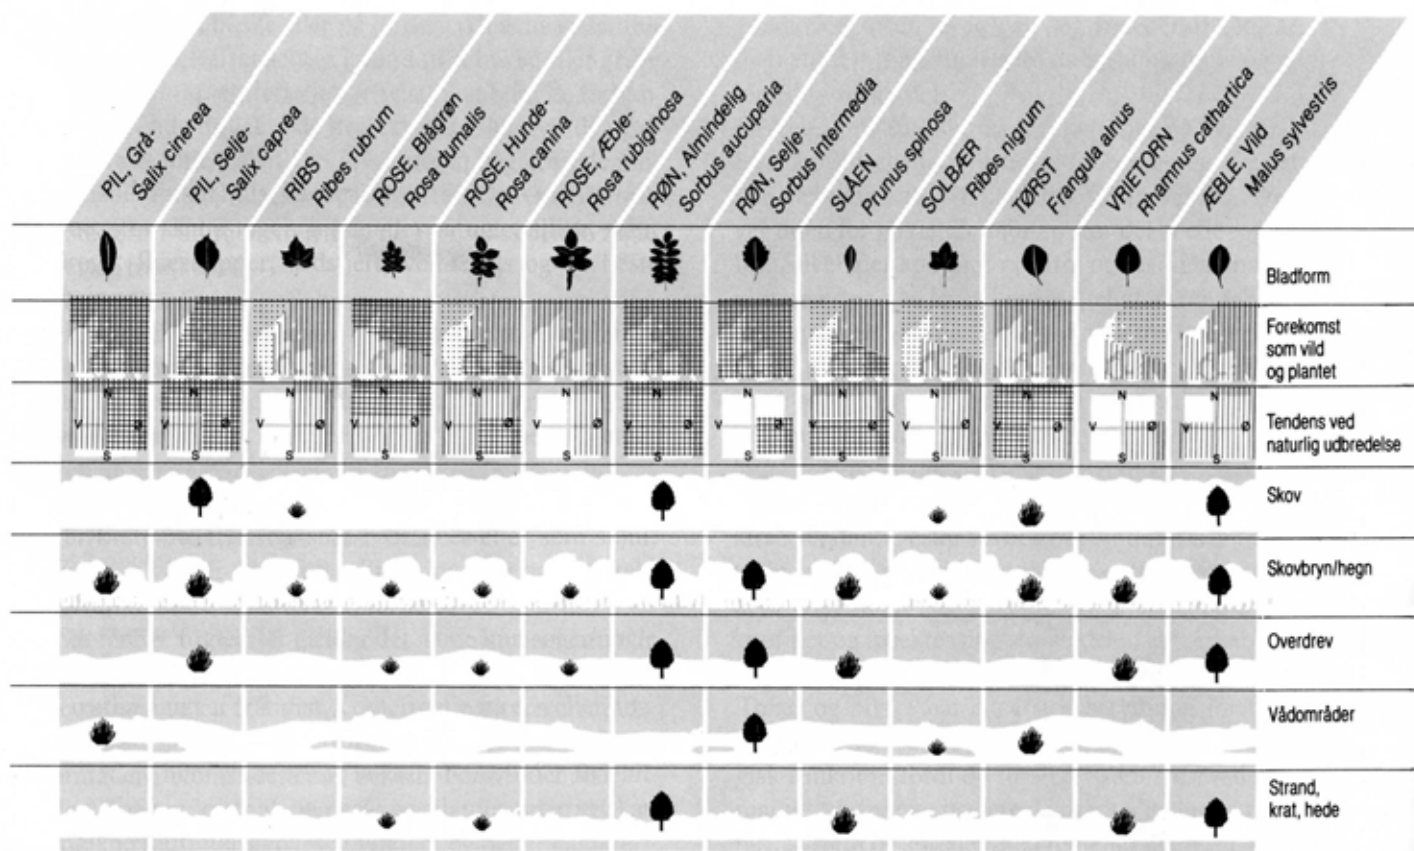 PIL, Grå-
Salix cinerea
PIL, Selje-
Salix caprea
RIBS
Ribes rubrum
ROSE, Blågrøn
Rosa dumalis
ROSE, Hunde-
Rosa canina
ROSE, Æble-
Rosa rubiginosa
RØN, Almindelig
Sorbus aucuparia
RØN, Selje-
Sorbus intermedia
SLÅEN
Prunus spinosa
SOLBÆR
Ribes nigrum
TØRST
Frangula alnus
VRIETORN
Rhamnus cathartica
ÆBLE, Vild
Malus sylvestris
Bladform
Forekomst
som vild
og plantet
N
V Ø
S
N
V Ø
S
N
V Ø
S
N
V Ø
S
N
V Ø
S
N
V Ø
S
N
V Ø
S
N
V Ø
S
N
V Ø
S
N
V Ø
S
N
V Ø
S
N
V Ø
S
N
V Ø
S
Tendens ved
naturlig udbredelse
Skov
Skovbryn/hegn
Overdrev
Vådområder
Strand,
krat, hede